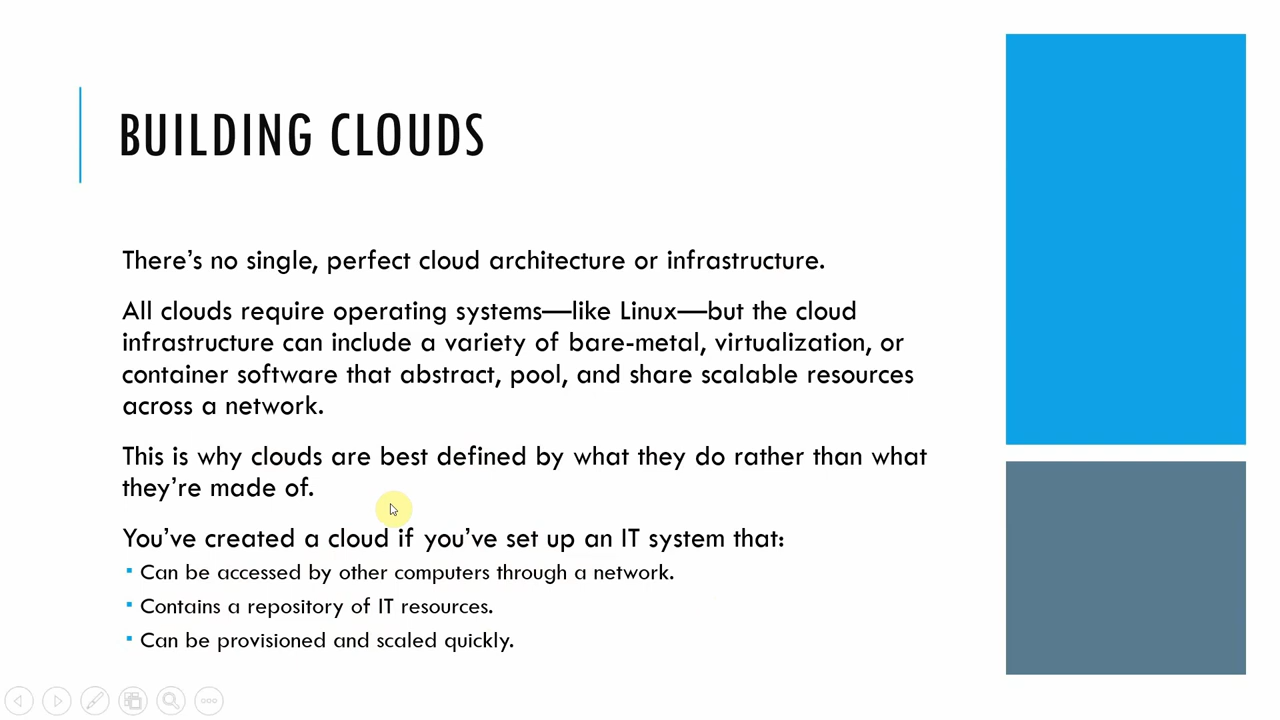 BUILDING CLOUDS
There's no single, perfect cloud architecture or infrastructure.
All clouds require operating systems—like Linux—but the cloud
infrastructure can include a variety of bare-metal, virtualization, or
container software that abstract, pool, and share scalable resources
across a network.
This is why clouds are best defined by what they do rather than what
they're made of.
You've created a cloud if you've set up an IT system that:
Can be accessed by other computers through a network.
Contains a repository of IT resources.
Can be provisioned and scaled quickly.